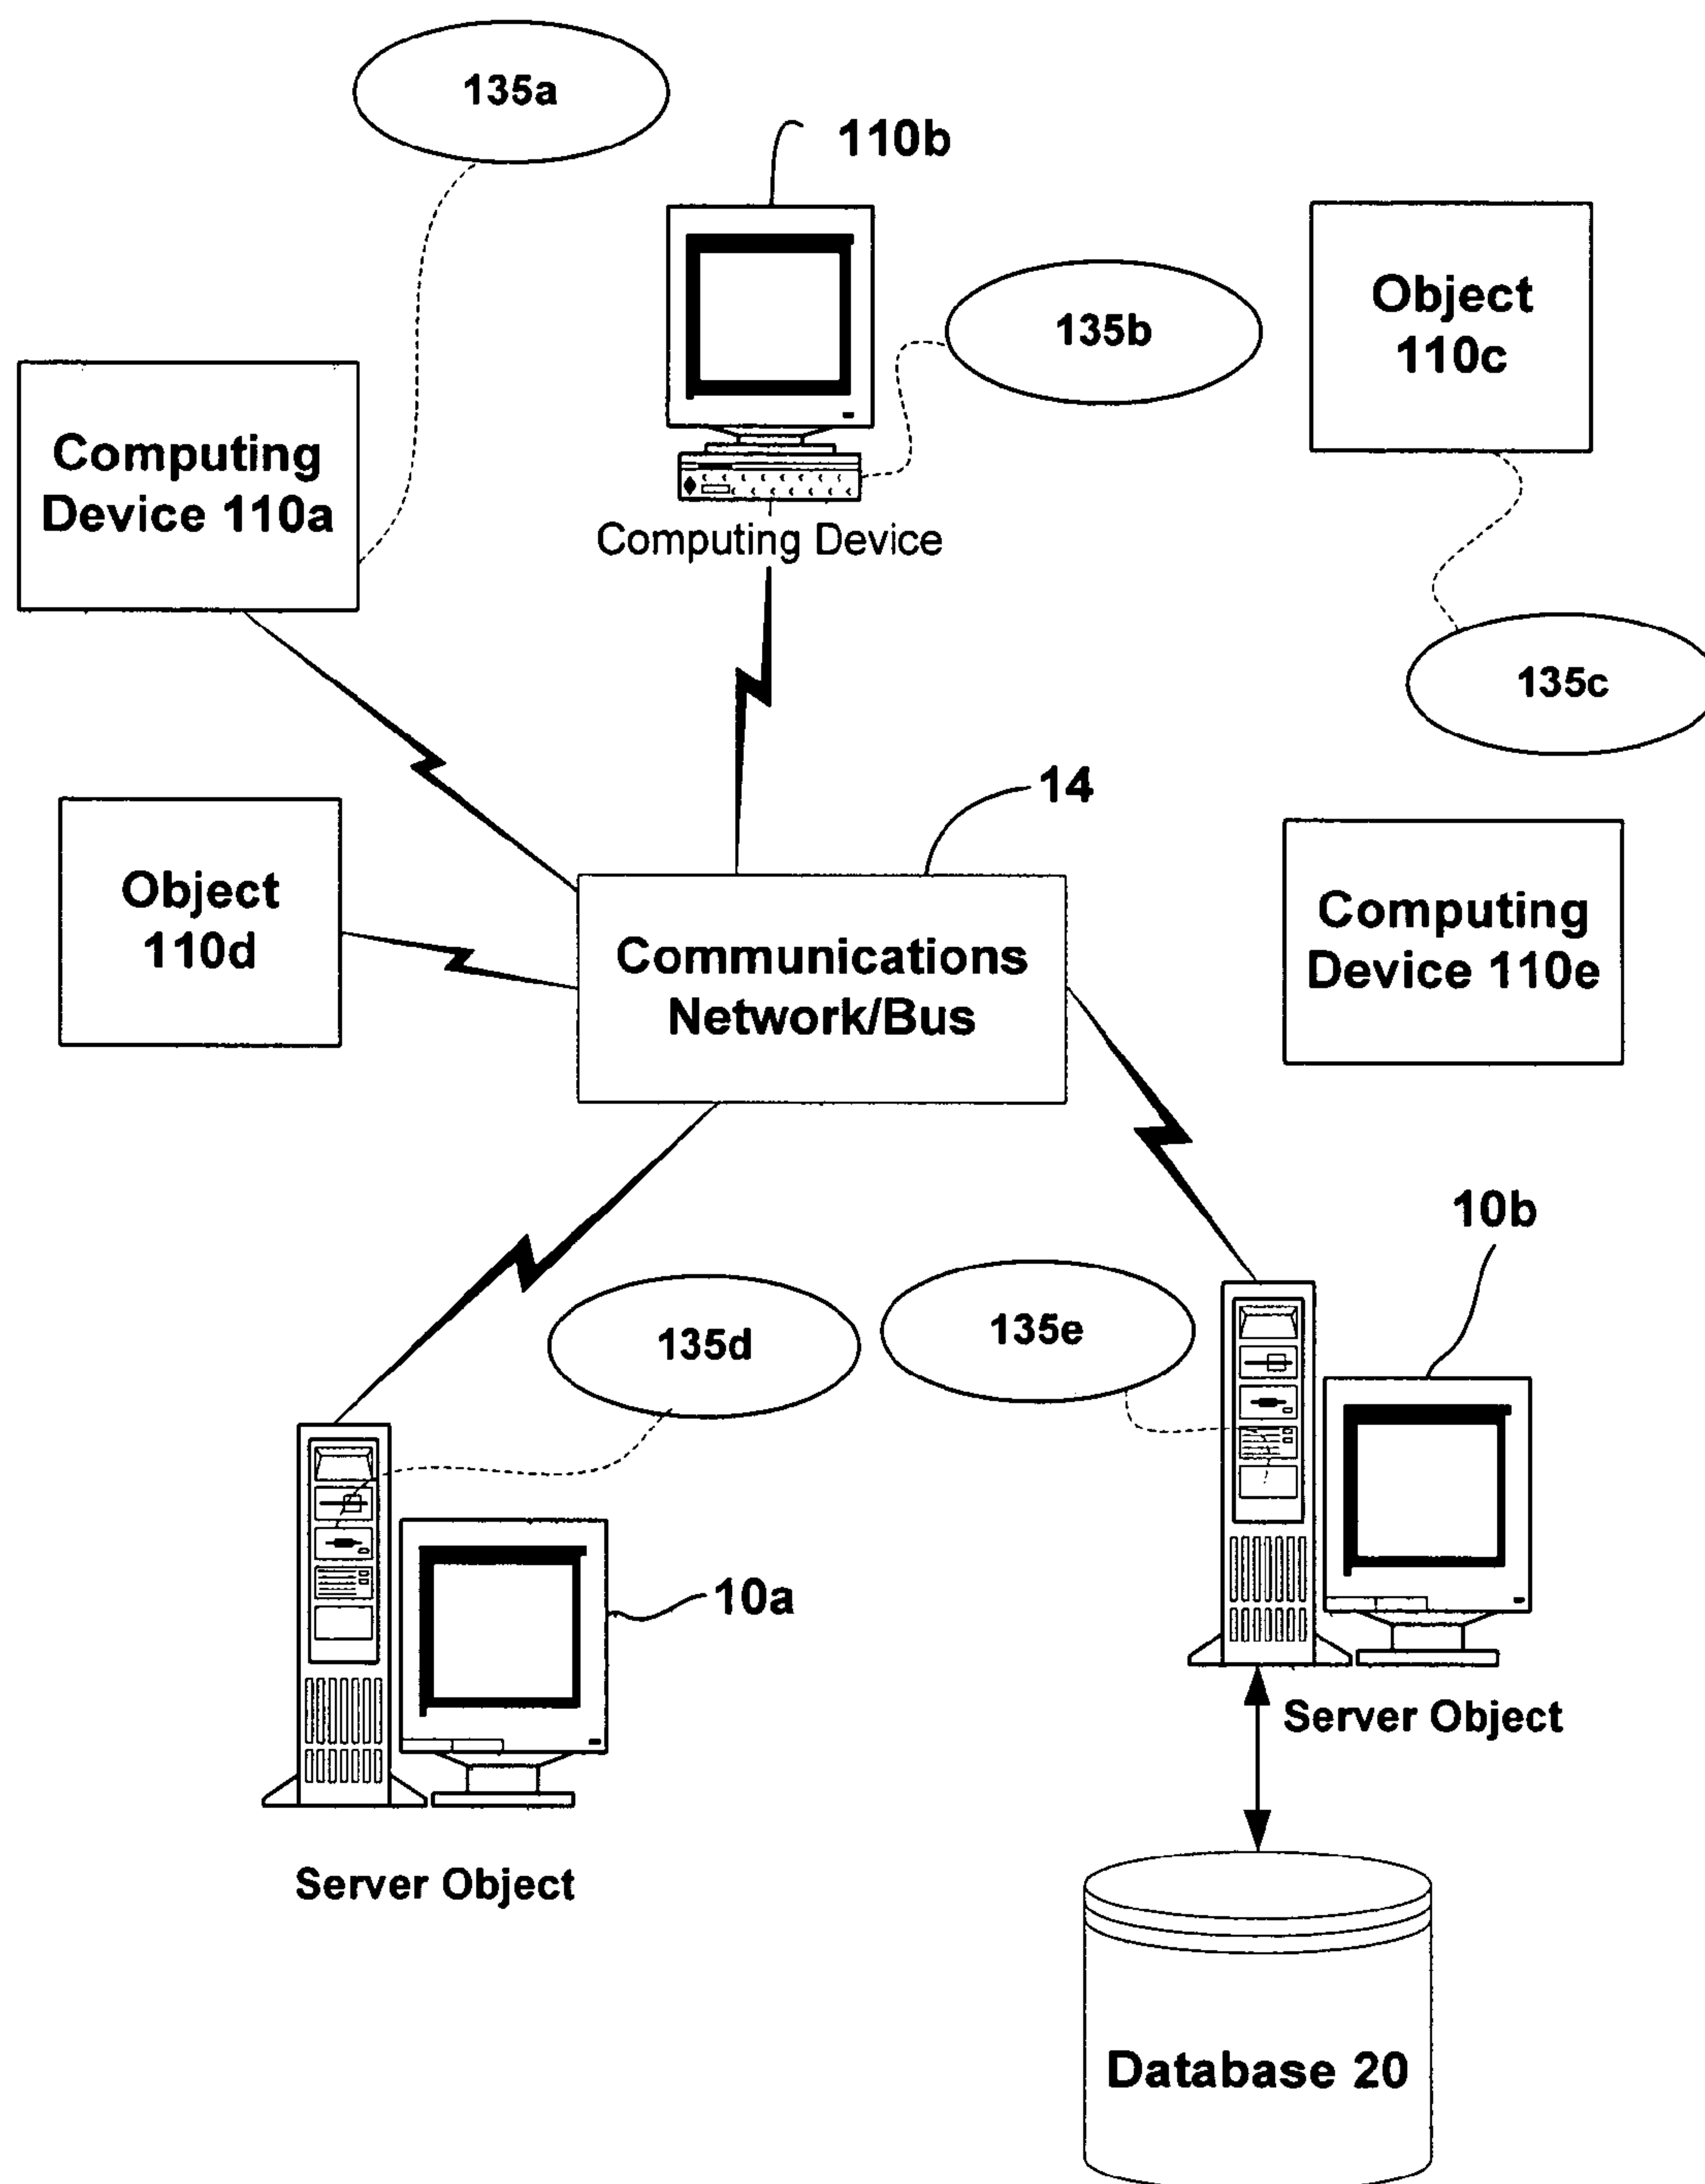 135a
110b
135b
Object
110c
Computing
Device 110a
Computing Device
135c
14
Object
110d
Communications
Network/Bus
Computing
Device 110e
10b
135d
135e
10a
Server Object
Server Object
Database 20